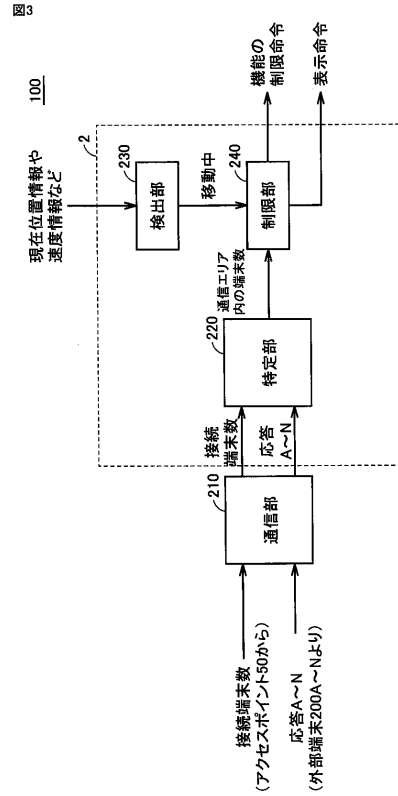 図3
100
現在位置情報や
速度情報など
2
230
検出部
移動中
240
制限部
機能の
制限命令
表示命令
通信エリア
内の端末数
220
特定部
接続
端末数
応答
A～N
210
通信部
接続端末数
(アクセスポイント50から)
応答A～N
(外部端末200A～Nより)